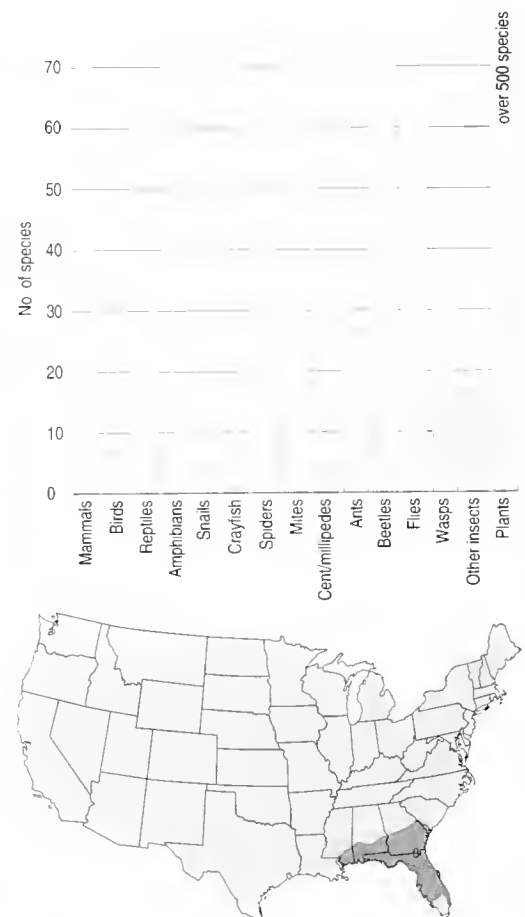 over 500 species
70
60
50
40
30
20
10
0
No of species
Mammals
Birds
Reptiles
Amphibians
Snails
Crayfish
Spiders
Mites
Cent/millipedes
Ants
Beetles
Flies
Wasps
Other insects
Plants